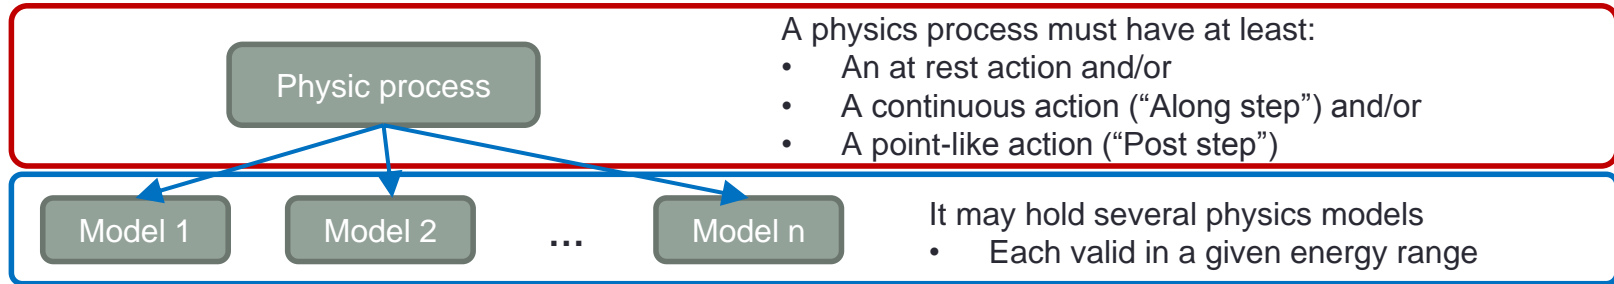 Physic process
A physics process must have at least:
• An at rest action and/or
• A continuous action (“Along step”) and/or
• A point-like action (“Post step”)
Model 1
Model 2
...
Model n
It may hold several physics models
• Each valid in a given energy range